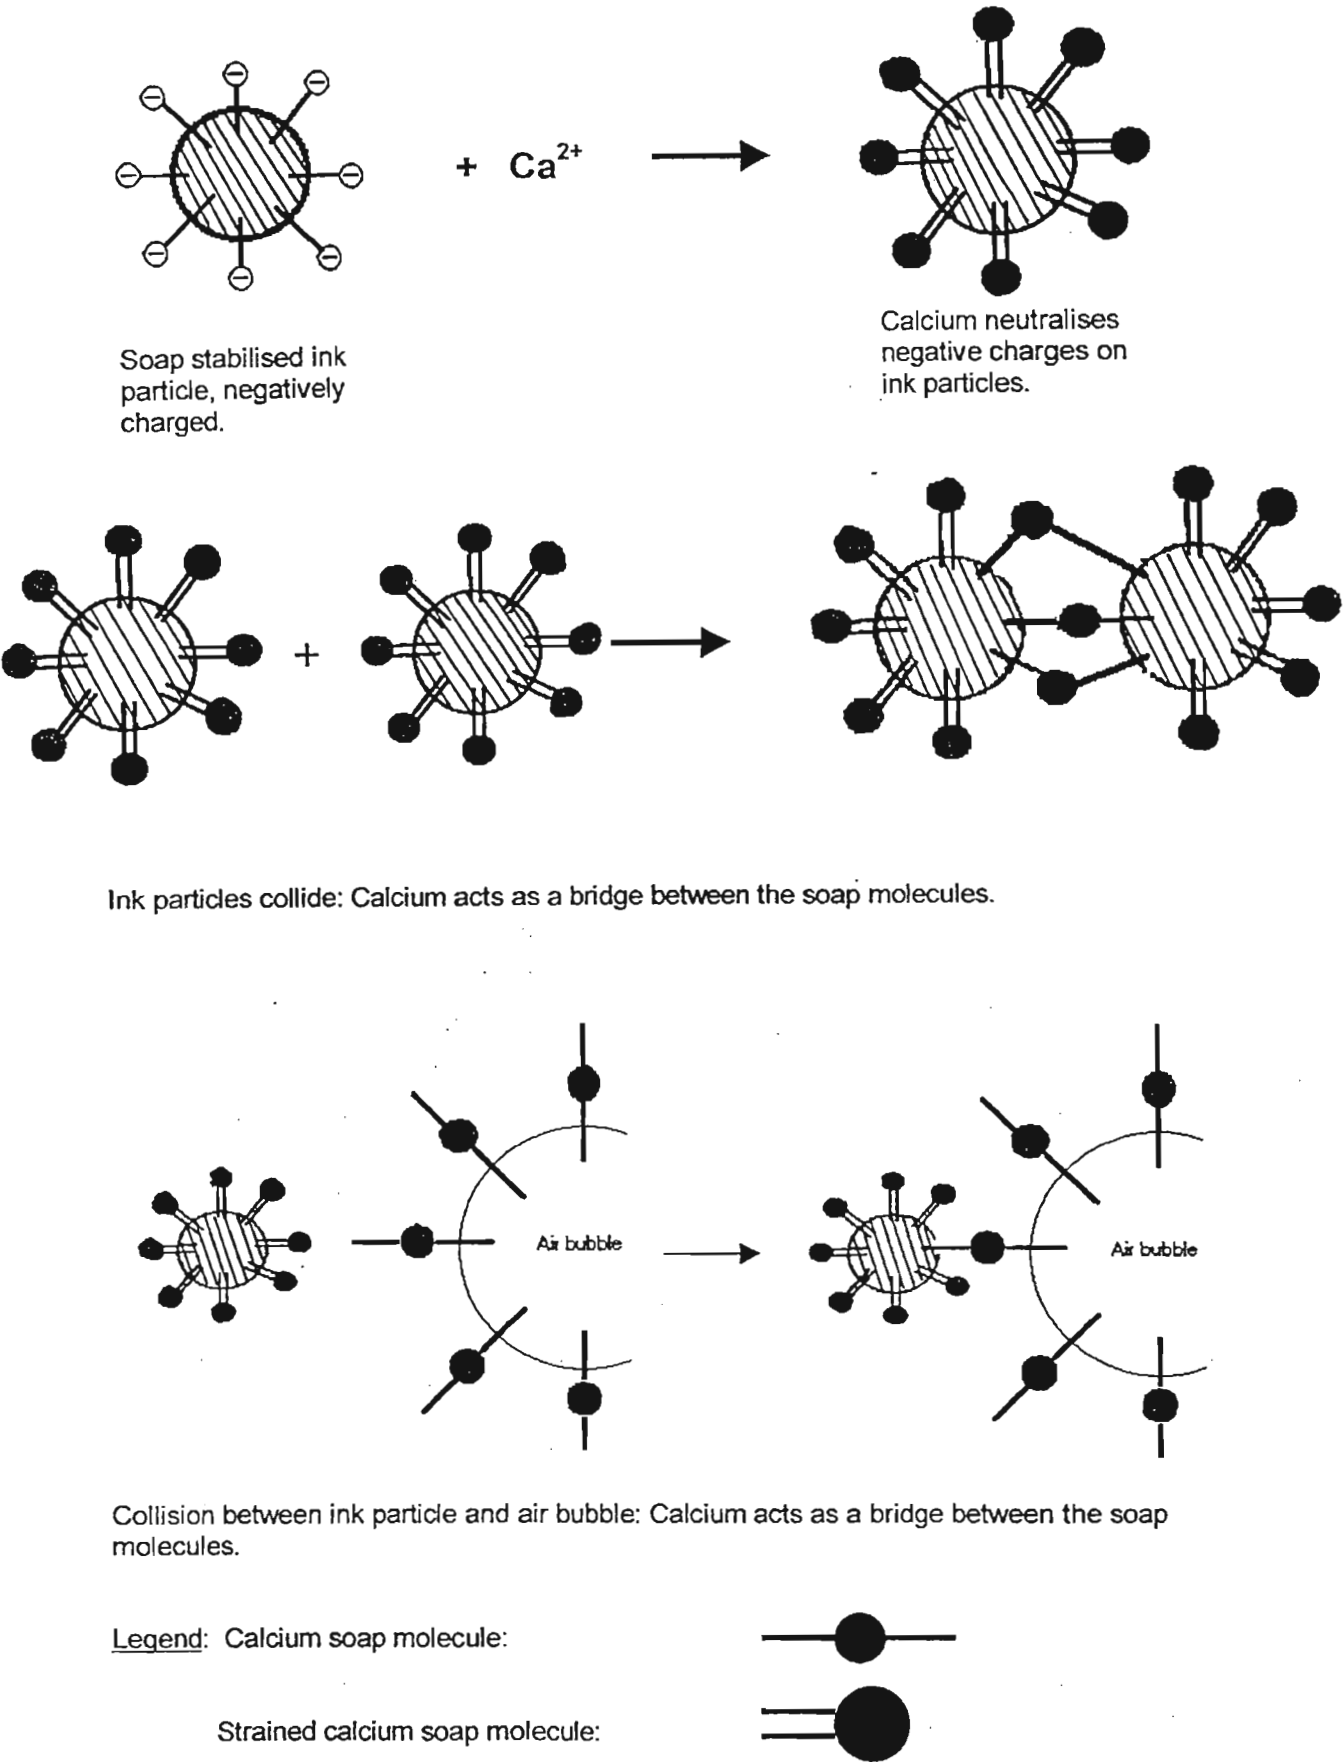 + Ca²⁺
Soap stabilised ink
particle, negatively
charged.
Calcium neutralises
negative charges on
ink particles.
+
Ink particles collide: Calcium acts as a bridge between the soap molecules.
Air bubble
Air bubble
Collision between ink particle and air bubble: Calcium acts as a bridge between the soap
molecules.
Legend: Calcium soap molecule:
Strained calcium soap molecule: